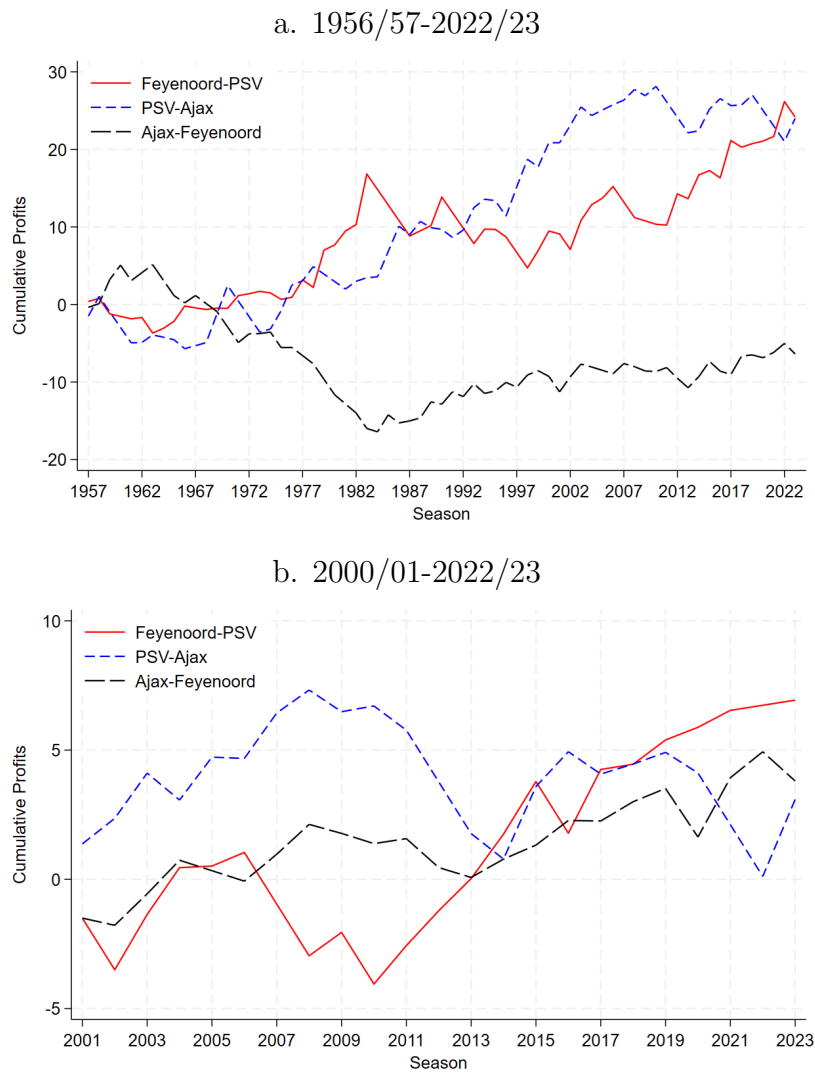 a. 1956/57-2022/23
30
20
10
0
-10
-20
Cumulative Profits
Feyenoord-PSV
PSV-Ajax
Ajax-Feyenoord
1957 1962 1967 1972 1977 1982 1987 1992 1997 2002 2007 2012 2017 2022
Season
b. 2000/01-2022/23
10
5
0
-5
Cumulative Profits
Feyenoord-PSV
PSV-Ajax
Ajax-Feyenoord
2001 2003 2005 2007 2009 2011 2013 2015 2017 2019 2021 2023
Season